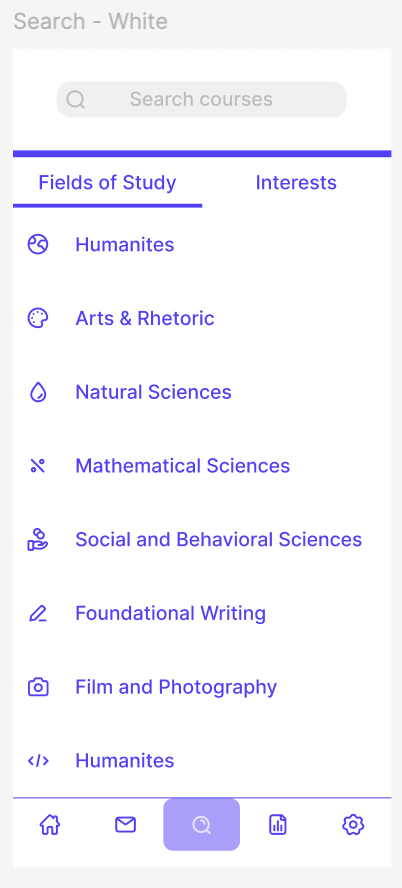 Search - White
Search courses
Fields of Study
Interests
Humanites
Arts & Rhetoric
Natural Sciences
Mathematical Sciences
Social and Behavioral Sciences
Foundational Writing
Film and Photography
Humanites